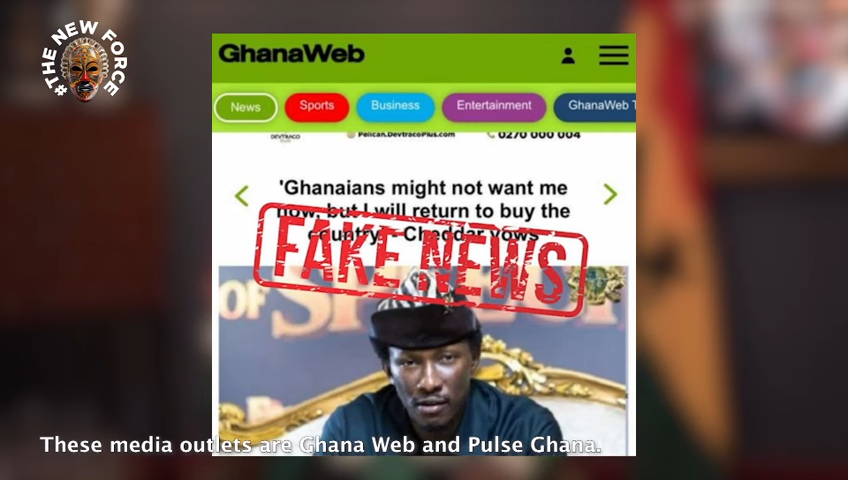 #THE NEW FORCE
GhanaWeb
News
Sports
Business
Entertainment
GhanaWeb T
DEVTRACO
Pelican.DevtracoPlus.com
0270 000 004
'Ghanaians might not want me
now, but I will return to buy the
country' - Cheddar vows
FAKE NEWS
OF
These media outlets are Ghana Web and Pulse Ghana.